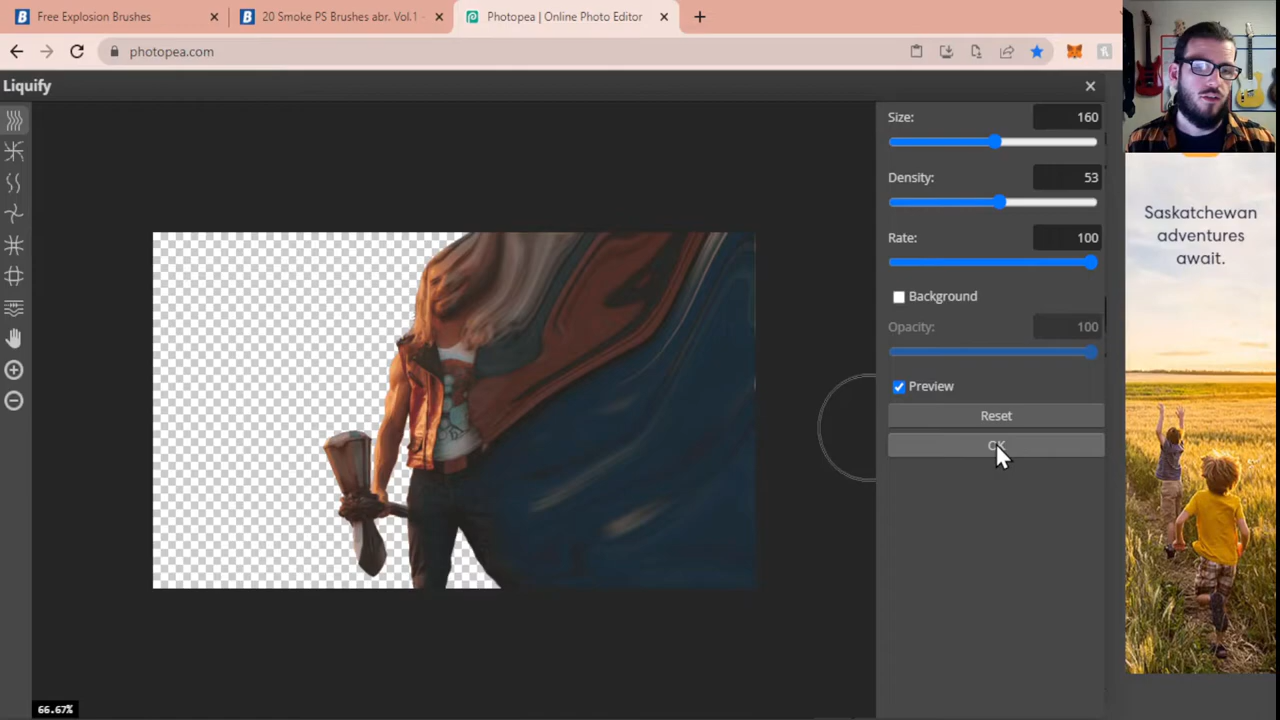 Free Explosion Brushes
20 Smoke PS Brushes abr. Vol.1
Photopea | Online Photo Editor
photopea.com
Liquify
Size: 160
Density: 53
Rate: 100
Background
Opacity: 100
Preview
Reset
OK
66.67%
Saskatchewan
adventures
await.